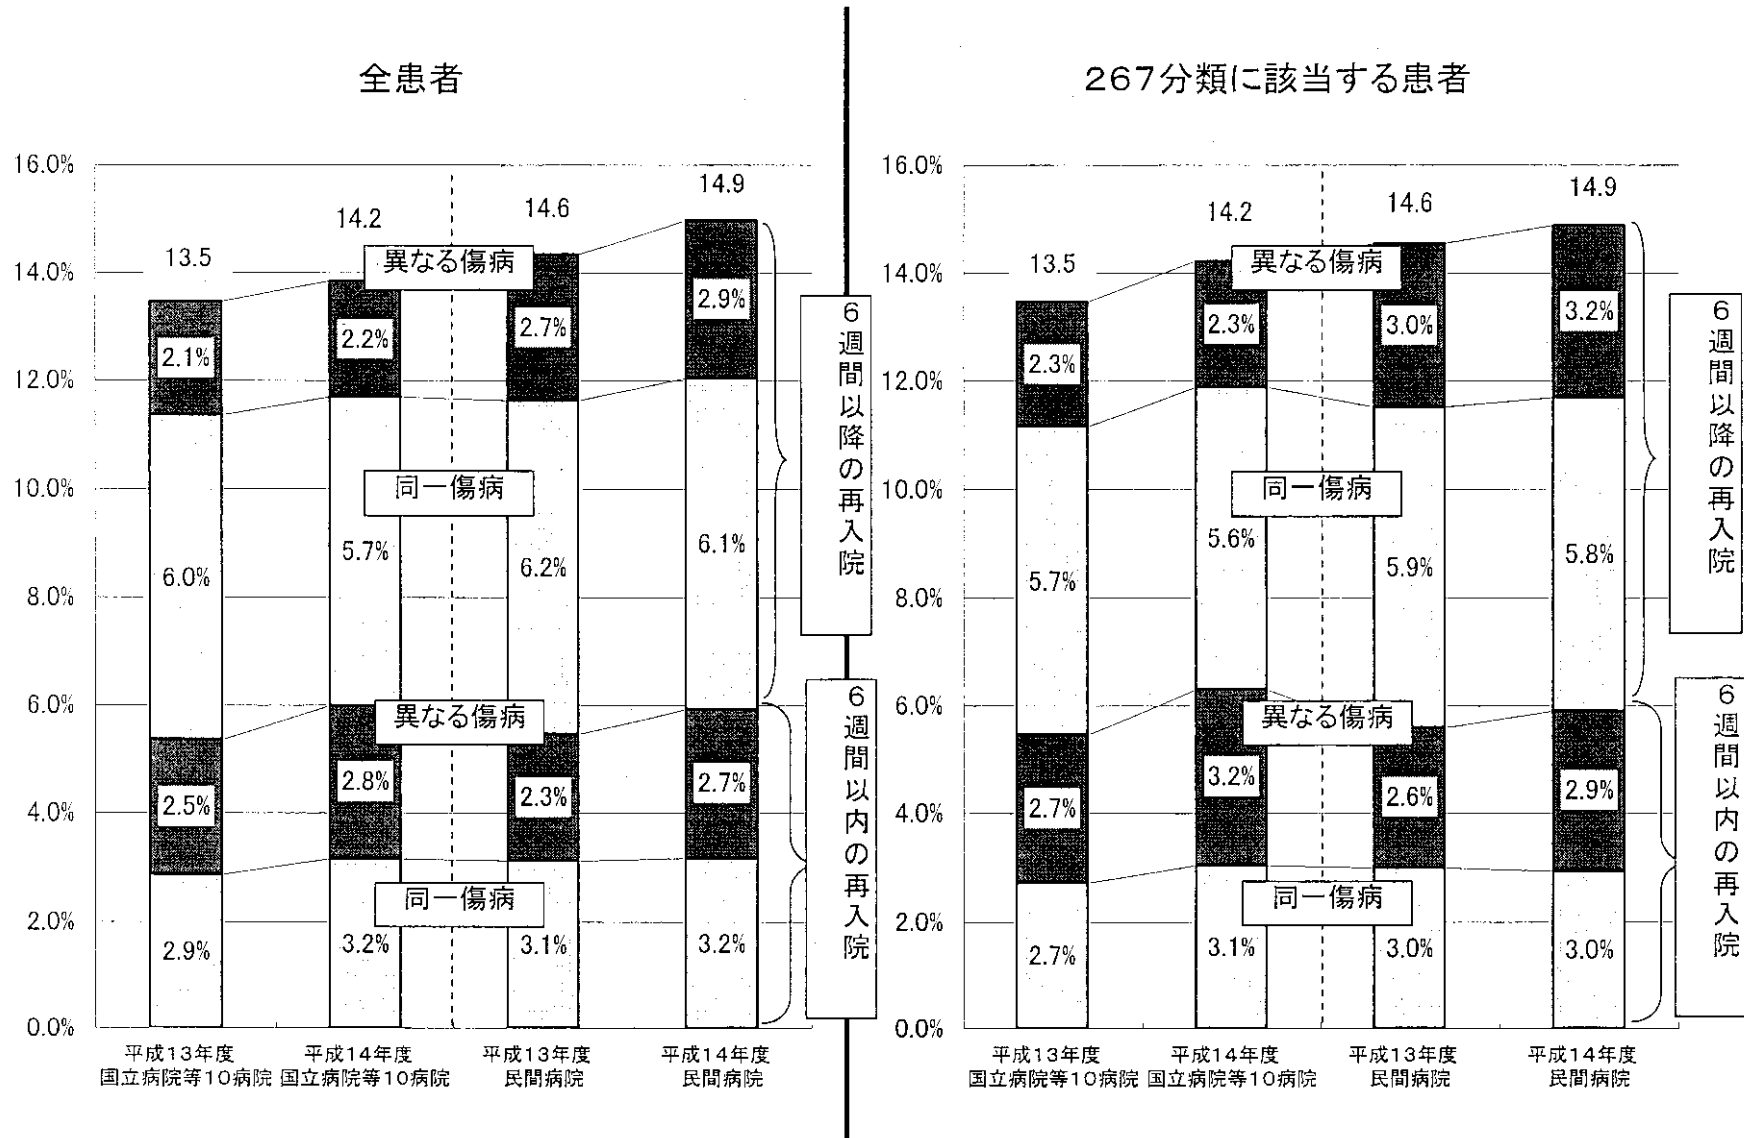 全患者
16.0%
14.0%
12.0%
10.0%
8.0%
6.0%
4.0%
2.0%
0.0%
13.5
14.2
14.6
14.9
異なる傷病
2.1%
2.2%
2.7%
2.9%
同一傷病
6.0%
5.7%
6.2%
6.1%
異なる傷病
2.5%
2.8%
2.3%
2.7%
同一傷病
2.9%
3.2%
3.1%
3.2%
6週間以降の再入院
6週間以内の再入院
平成13年度
国立病院等10病院
平成14年度
国立病院等10病院
平成13年度
民間病院
平成14年度
民間病院
267分類に該当する患者
16.0%
14.0%
12.0%
10.0%
8.0%
6.0%
4.0%
2.0%
0.0%
13.5
14.2
14.6
14.9
異なる傷病
2.3%
2.3%
3.0%
3.2%
同一傷病
5.7%
5.6%
5.9%
5.8%
異なる傷病
2.7%
3.2%
2.6%
2.9%
同一傷病
2.7%
3.1%
3.0%
3.0%
6週間以降の再入院
6週間以内の再入院
平成13年度
国立病院等10病院
平成14年度
国立病院等10病院
平成13年度
民間病院
平成14年度
民間病院